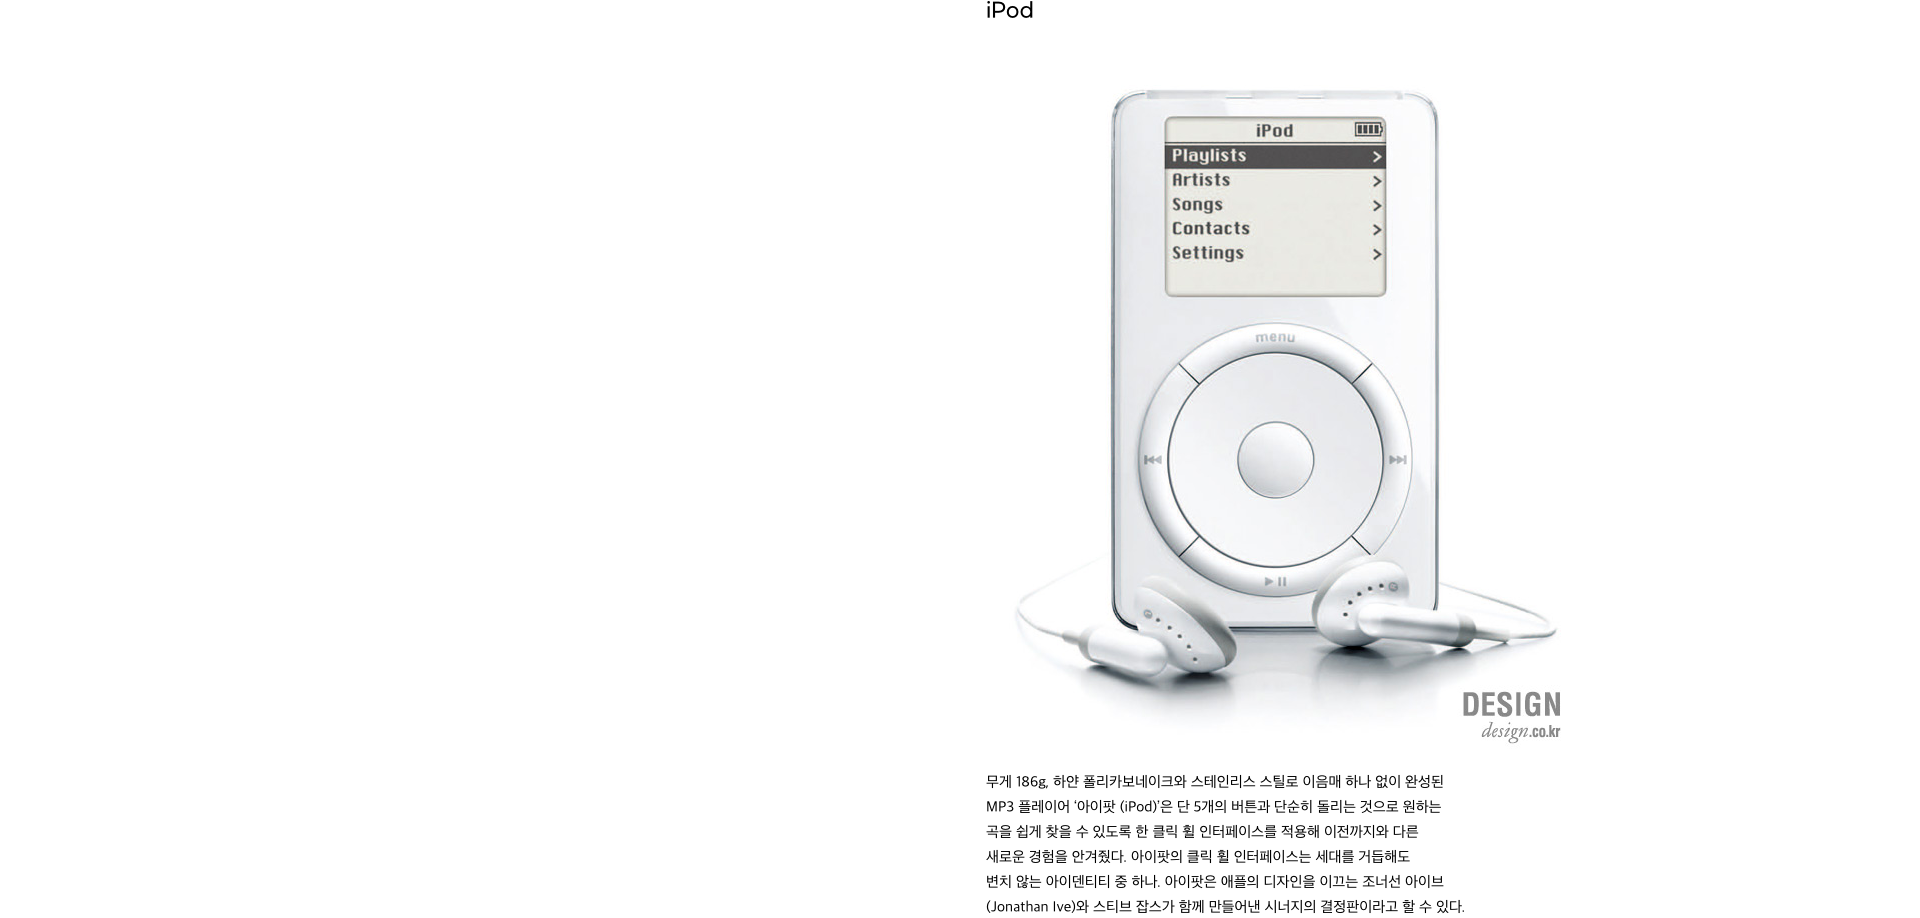 iPod
iPod
Playlists
Artists
Songs
Contacts
Settings
menu
DESIGN
design.co.kr
무게 186g, 하얀 폴리카보네이크와 스테인리스 스틸로 이음매 하나 없이 완성된
MP3 플레이어 ‘아이팟 (iPod)’은 단 5개의 버튼과 단순히 돌리는 것으로 원하는
곡을 쉽게 찾을 수 있도록 한 클릭 휠 인터페이스를 적용해 이전까지와 다른
새로운 경험을 안겨줬다. 아이팟의 클릭 휠 인터페이스는 세대를 거듭해도
변치 않는 아이덴티티 중 하나. 아이팟은 애플의 디자인을 이끄는 조너선 아이브
(Jonathan Ive)와 스티브 잡스가 함께 만들어낸 시너지의 결정판이라고 할 수 있다.